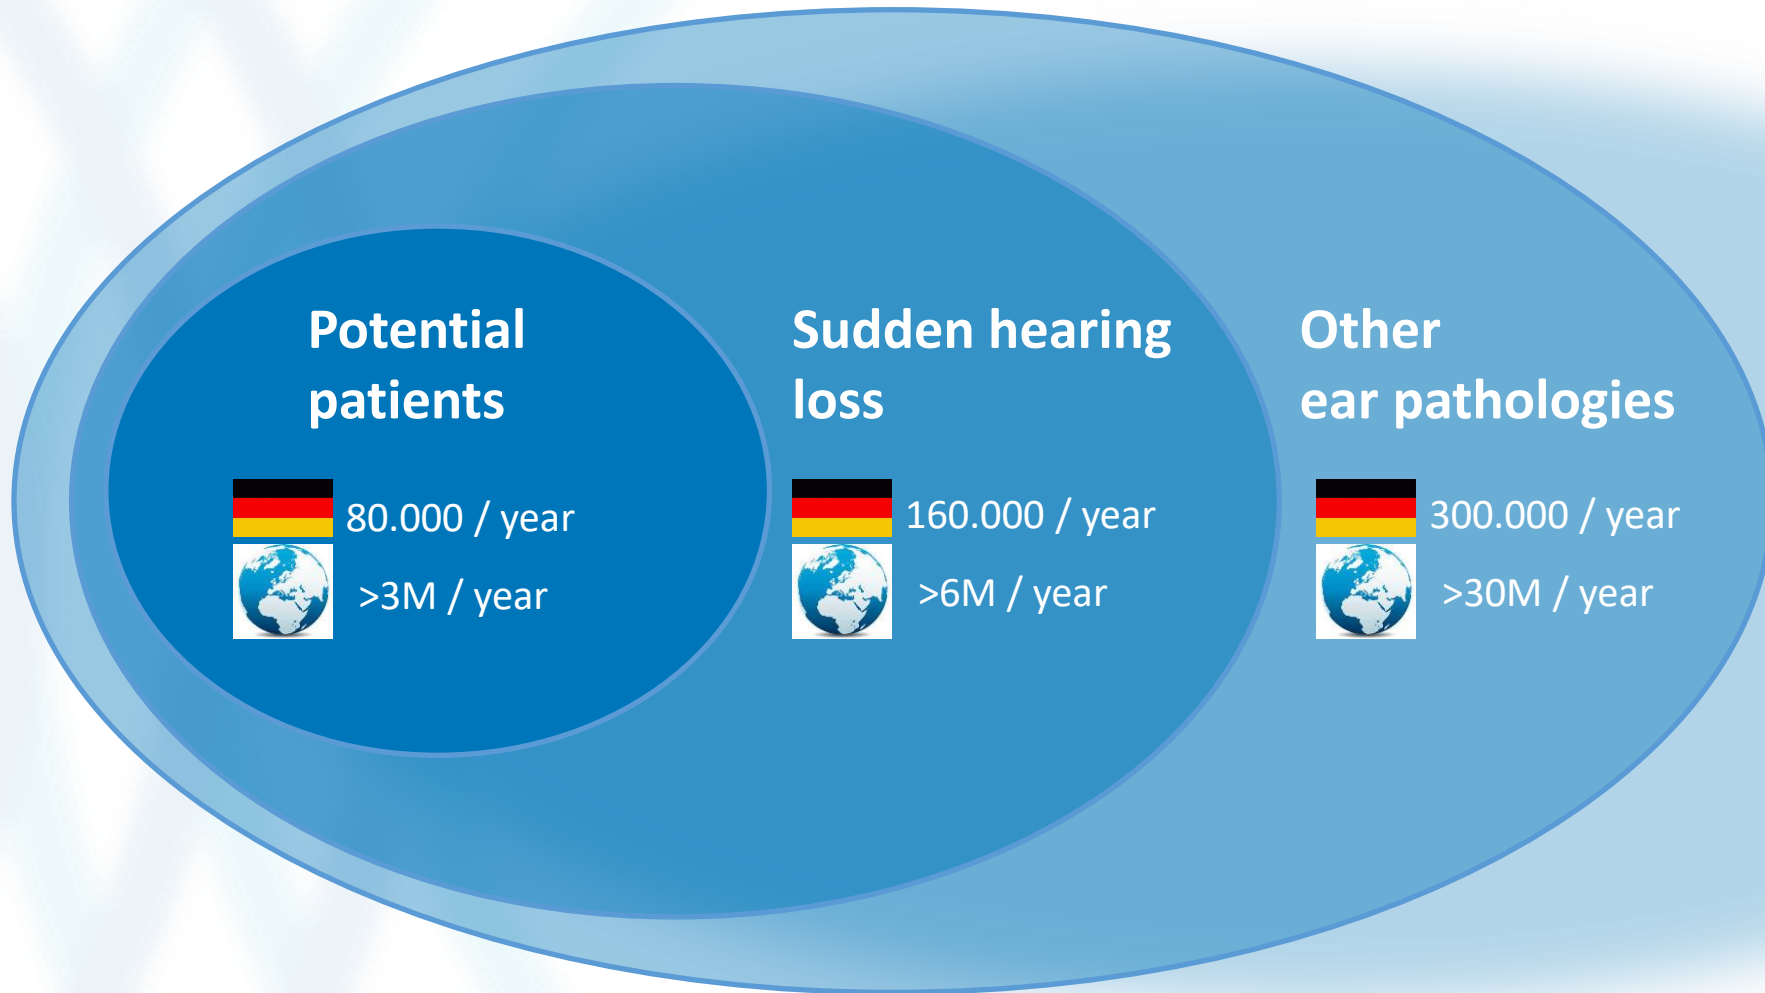 Potential
patients
80.000 / year
>3M / year
Sudden hearing
loss
160.000 / year
>6M / year
Other
ear pathologies
300.000 / year
>30M / year